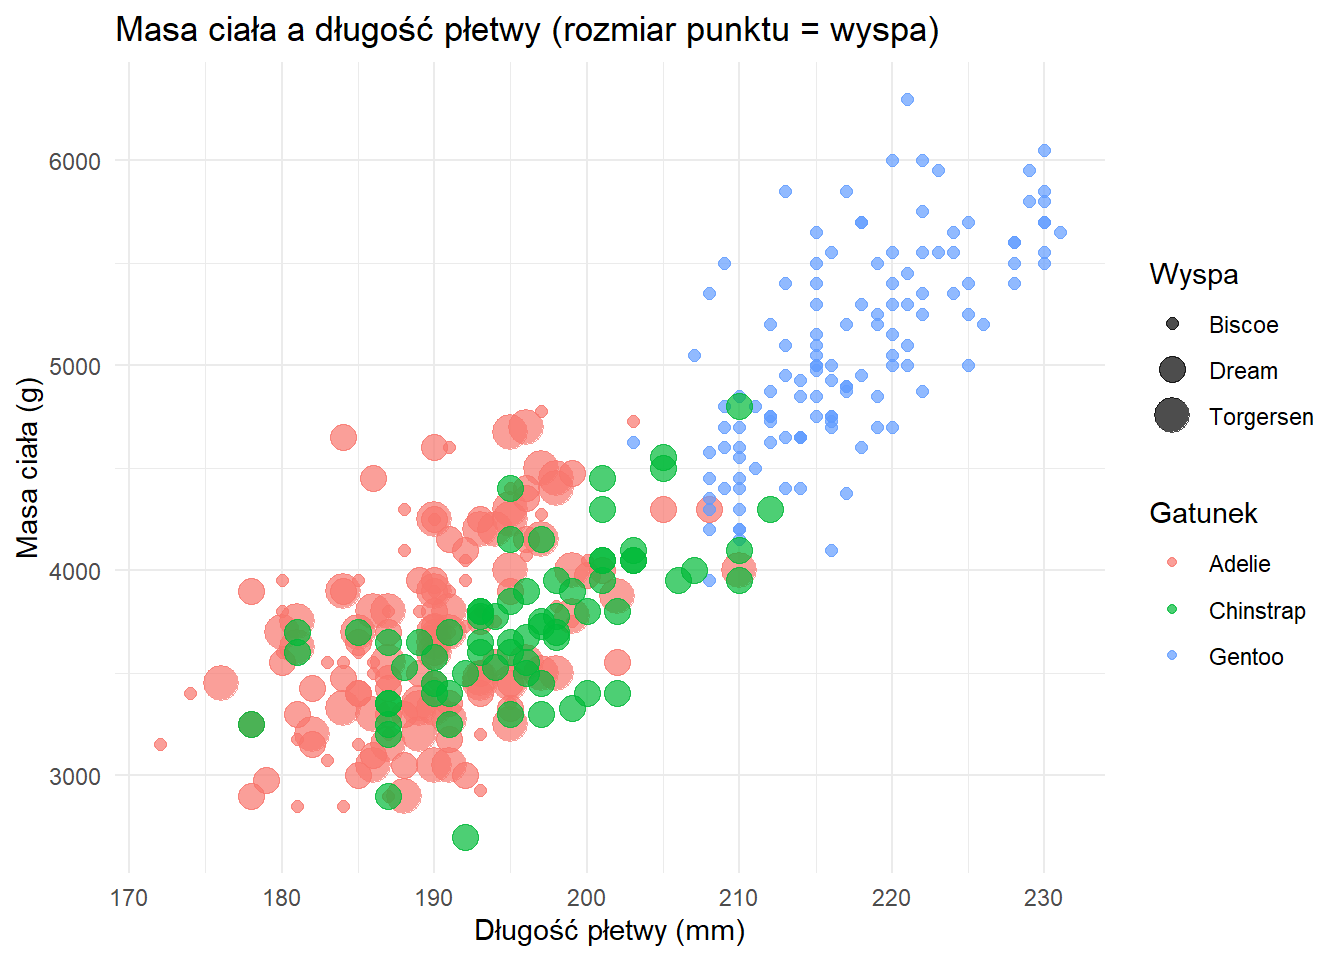 Masa ciała a długość płetwy (rozmiar punktu = wyspa)
6000
5000
4000
3000
Masa ciała (g)
170 180 190 200 210 220 230
Długość płetwy (mm)
Wyspa
Biscoe
Dream
Torgersen
Gatunek
Adelie
Chinstrap
Gentoo